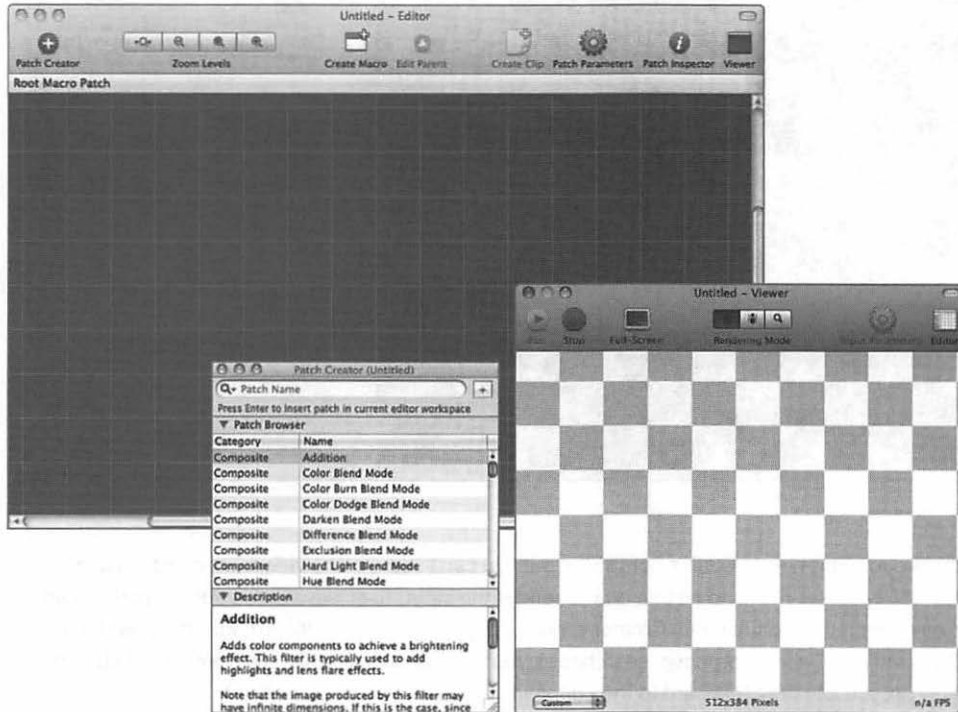 Untitled – Editor
Patch Creator
Zoom Levels
Create Macro
Edit Parent
Create Clip
Patch Parameters
Patch Inspector
Viewer
Root Macro Patch
Untitled – Viewer
Run
Stop
Full-Screen
Rendering Mode
Input Parameters
Editor
Patch Creator (Untitled)
Patch Name
Press Enter to insert patch in current editor workspace
Patch Browser
Category Name
Composite Addition
Composite Color Blend Mode
Composite Color Burn Blend Mode
Composite Color Dodge Blend Mode
Composite Darken Blend Mode
Composite Difference Blend Mode
Composite Exclusion Blend Mode
Composite Hard Light Blend Mode
Composite Hue Blend Mode
Description
Addition
Adds color components to achieve a brightening
effect. This filter is typically used to add
highlights and lens flare effects.
Note that the image produced by this filter may
have infinite dimensions. If this is the case, since
Custom
512x384 Pixels
n/a FPS